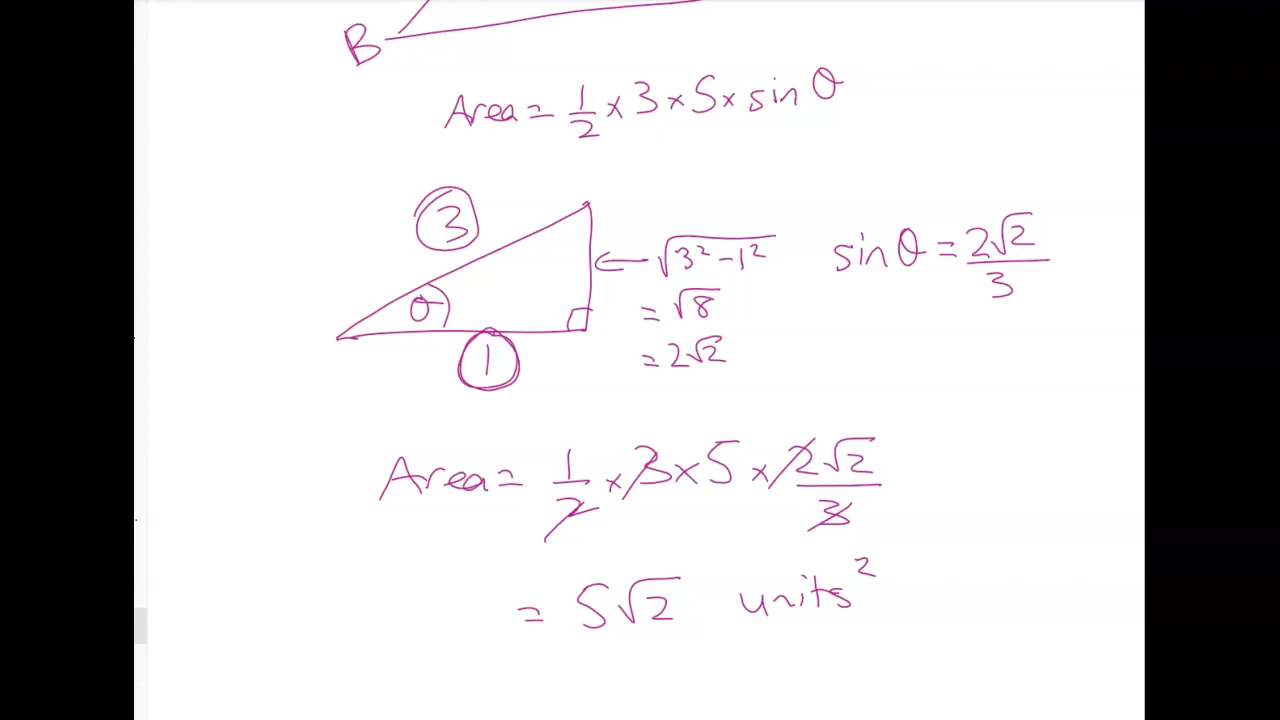 B
Area = 1/2 × 3 × 5 × sin θ
3
← √(3² − 1²)
sin θ = 2√2/3
θ
= √8
1
= 2√2
Area = 1/2 × 3 × 5 × 2√2/3
= 5√2 units²